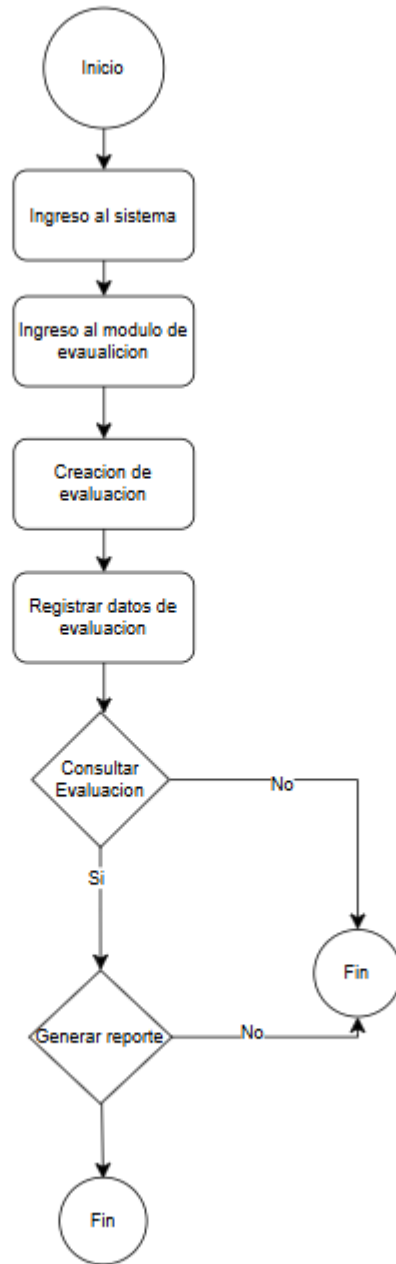 Inicio
Ingreso al sistema
Ingreso al modulo de
evaualicion
Creacion de
evaluacion
Registrar datos de
evaluacion
Consultar
Evaluacion
No
Si
Fin
Generar reporte
No
Fin